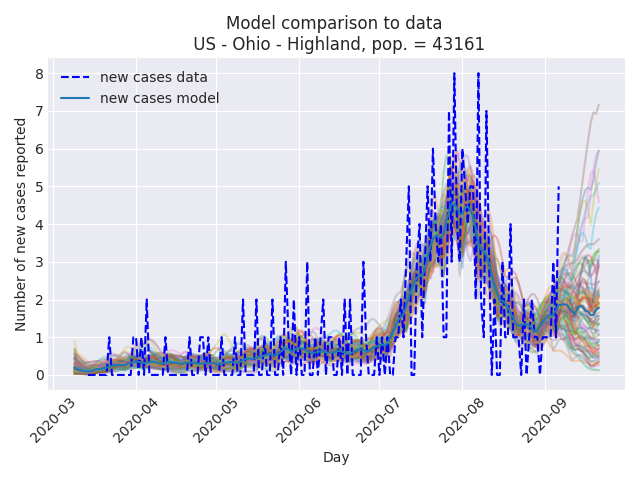 Model comparison to data
US - Ohio - Highland, pop. = 43161
new cases data
new cases model
Number of new cases reported
8
7
6
5
4
3
2
1
0
2020-03
2020-04
2020-05
2020-06
2020-07
2020-08
2020-09
Day